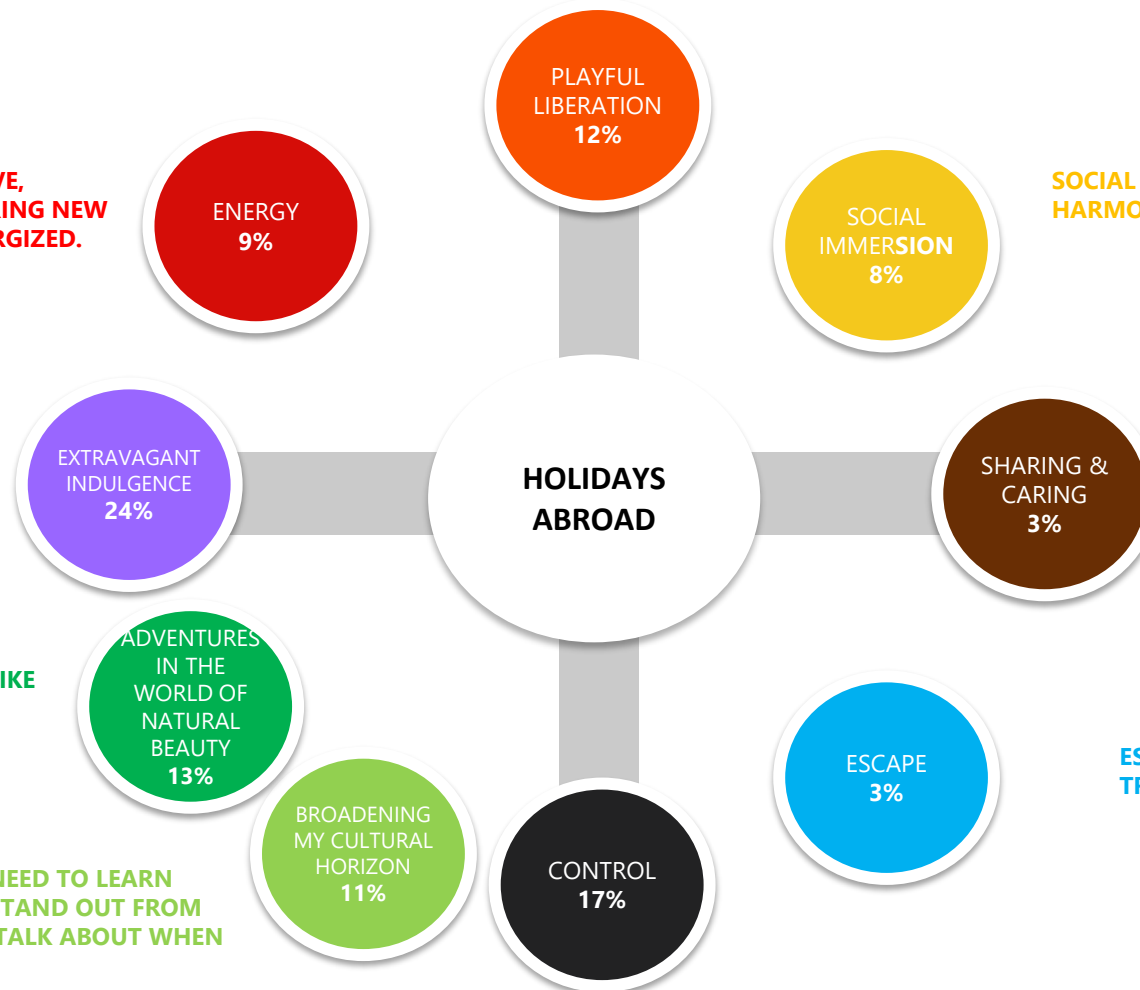 PLAYFUL
LIBERATION
12%
VE,
RING NEW
RGIZED.
ENERGY
9%
SOCIAL
IMMERSION
8%
SOCIAL
HARMO
EXTRAVAGANT
INDULGENCE
24%
HOLIDAYS
ABROAD
SHARING &
CARING
3%
IKE
ADVENTURES
IN THE
WORLD OF
NATURAL
BEAUTY
13%
ESCAPE
3%
ES
TR
BROADENING
MY CULTURAL
HORIZON
11%
CONTROL
17%
NEED TO LEARN
TAND OUT FROM
TALK ABOUT WHEN